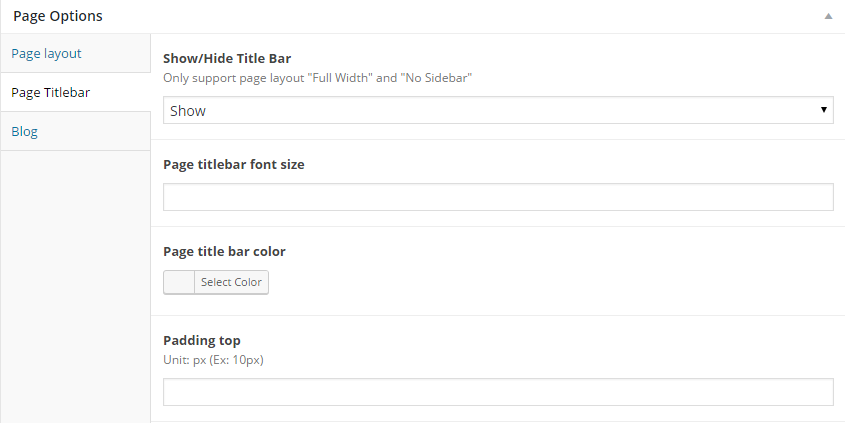 Page Options
Page layout
Page Titlebar
Blog
Show/Hide Title Bar
Only support page layout "Full Width" and "No Sidebar"
Show
Page titlebar font size
Page title bar color
Select Color
Padding top
Unit: px (Ex: 10px)